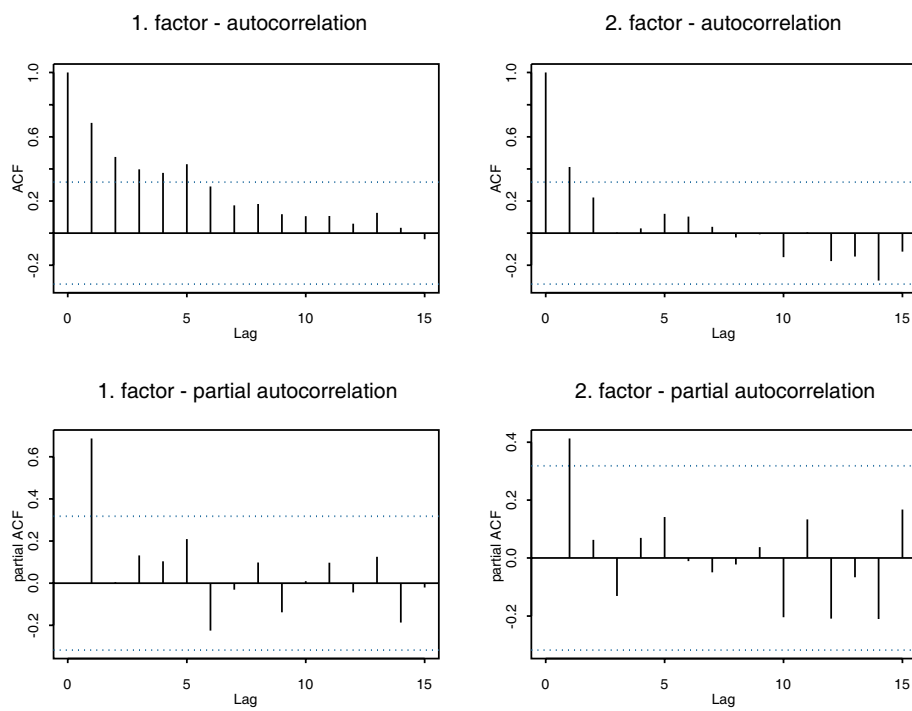 1. factor - autocorrelation
ACF
1.0
0.6
0.2
-0.2
0 5 10 15
Lag
2. factor - autocorrelation
ACF
1.0
0.6
0.2
-0.2
0 5 10 15
Lag
1. factor - partial autocorrelation
partial ACF
0.6
0.4
0.2
0.0
-0.2
0 5 10 15
Lag
2. factor - partial autocorrelation
partial ACF
0.4
0.2
0.0
-0.2
0 5 10 15
Lag